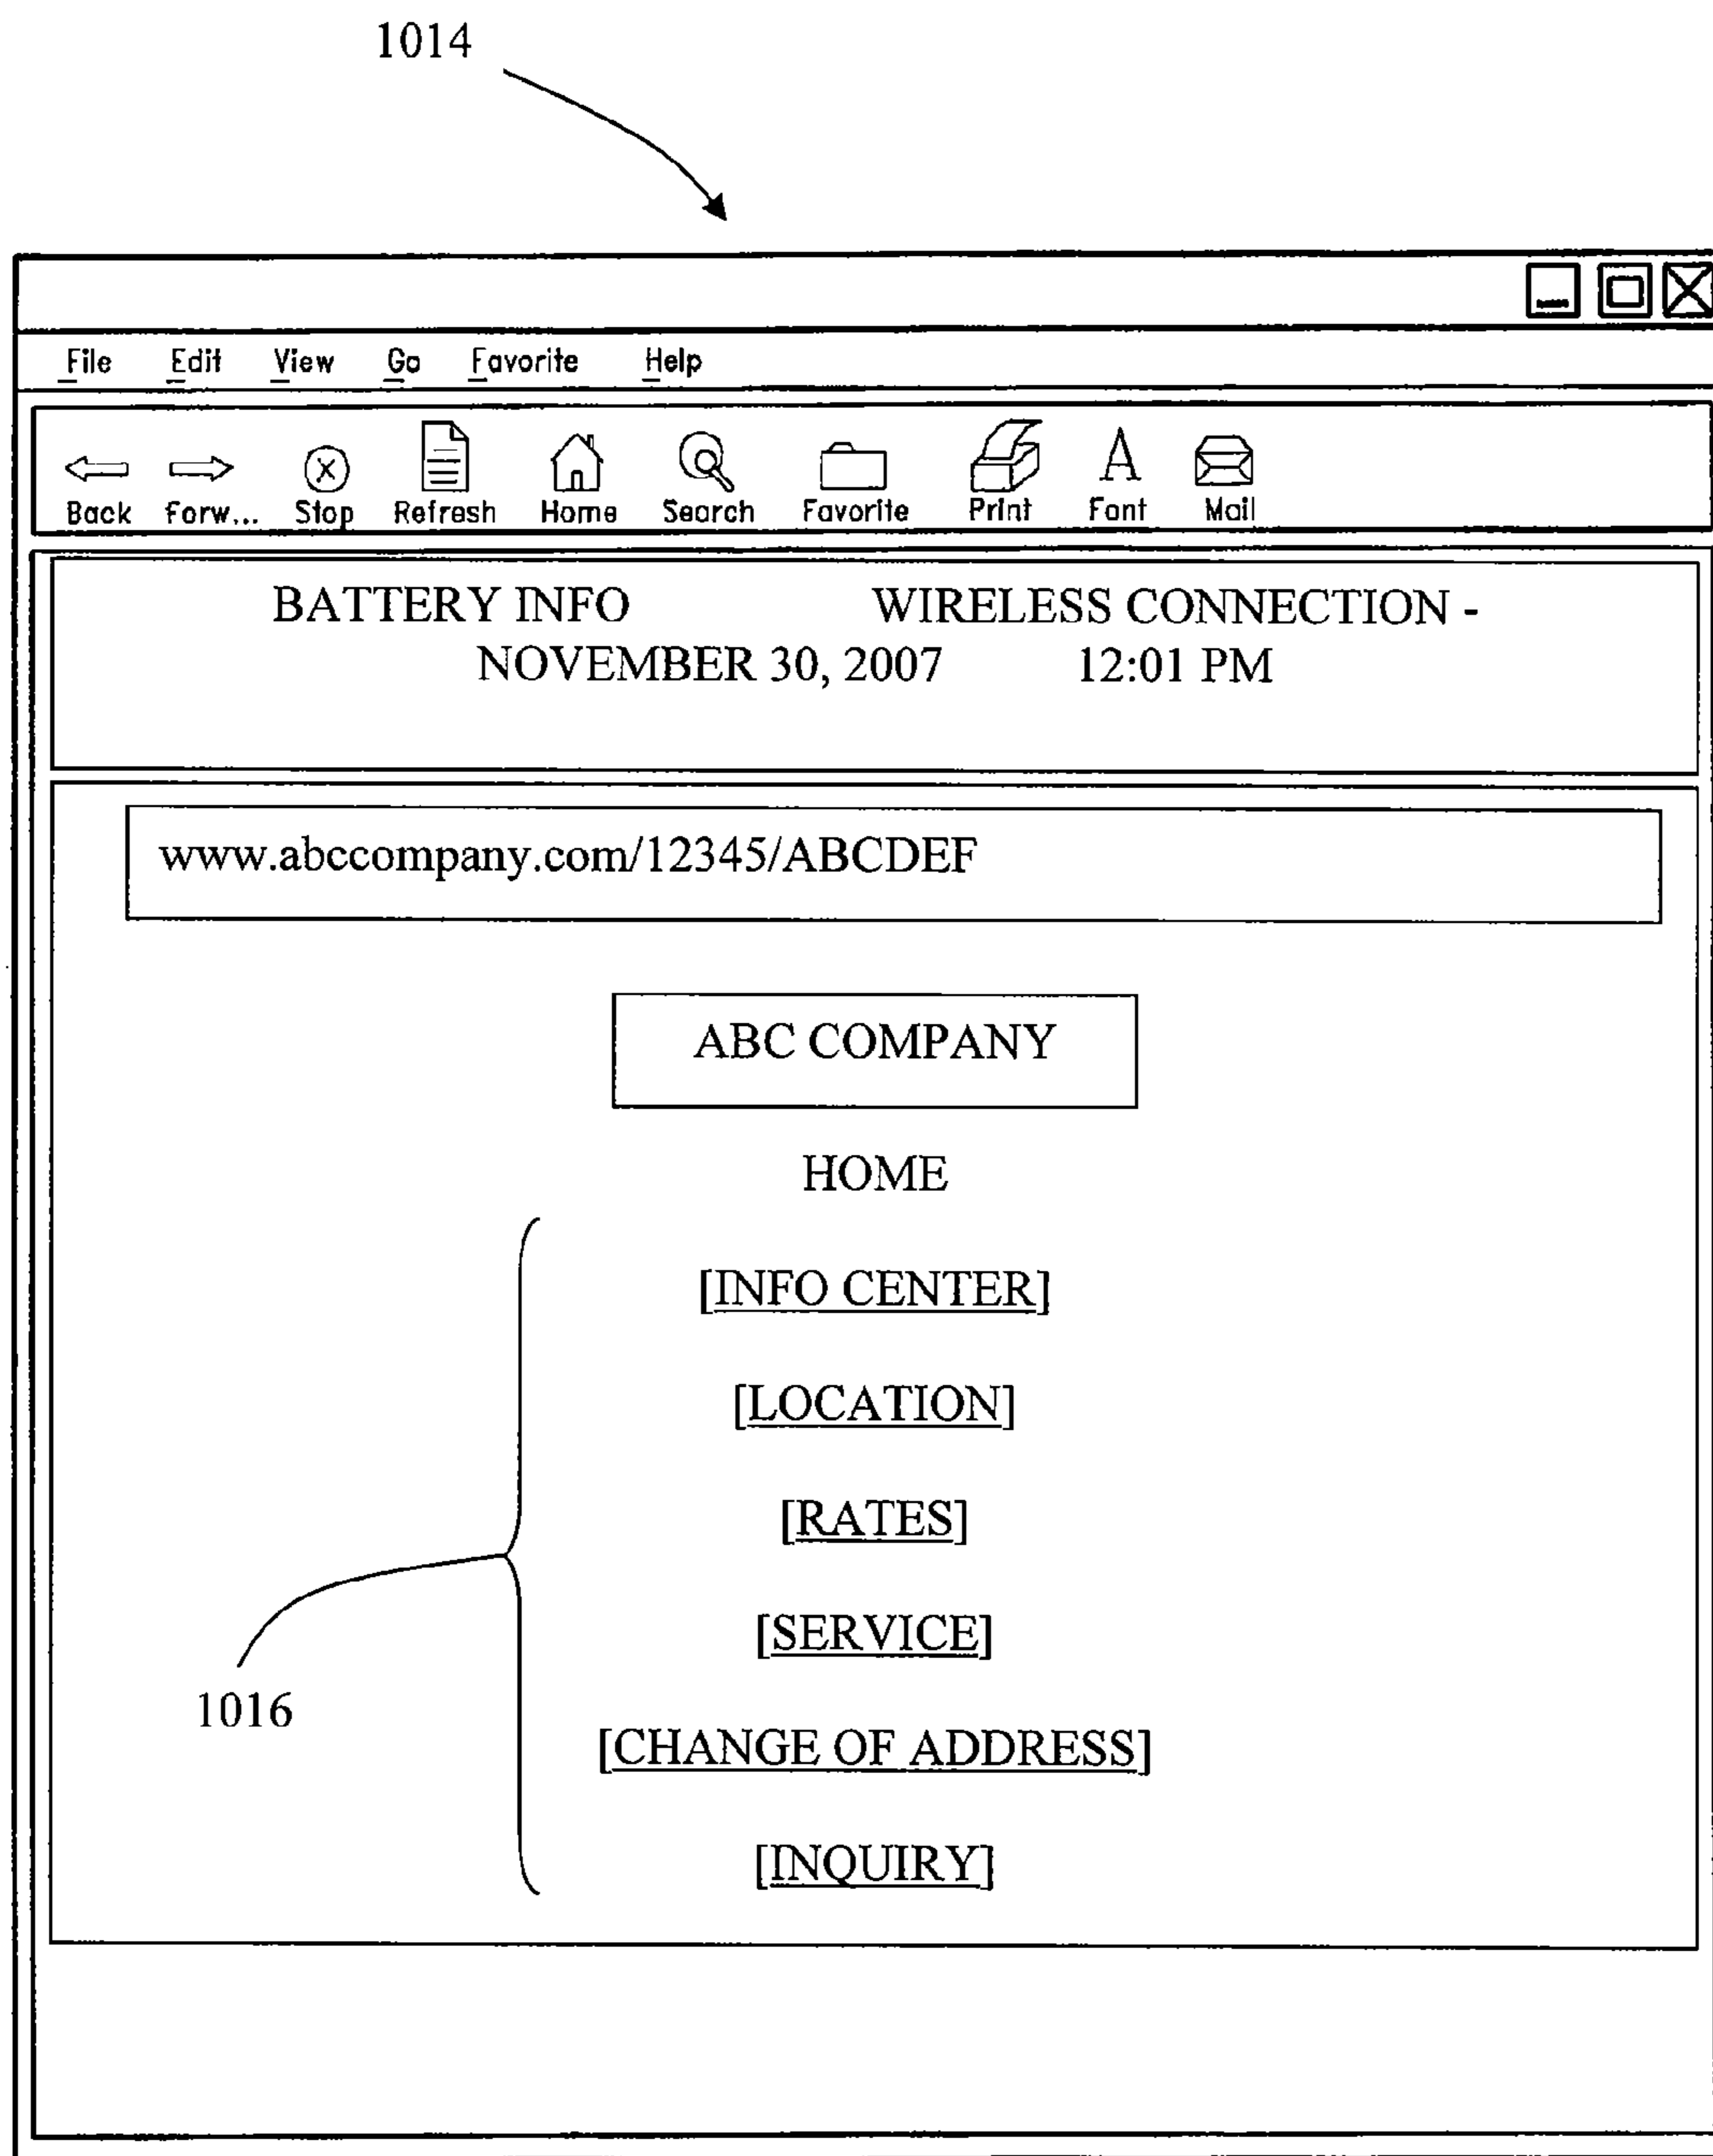 1014
File Edit View Go Favorite Help
Back Forw... Stop Refresh Home Search Favorite Print Font Mail
BATTERY INFO WIRELESS CONNECTION -
NOVEMBER 30, 2007 12:01 PM
www.abccompany.com/12345/ABCDEF
ABC COMPANY
HOME
[INFO CENTER]
[LOCATION]
[RATES]
[SERVICE]
1016
[CHANGE OF ADDRESS]
[INQUIRY]